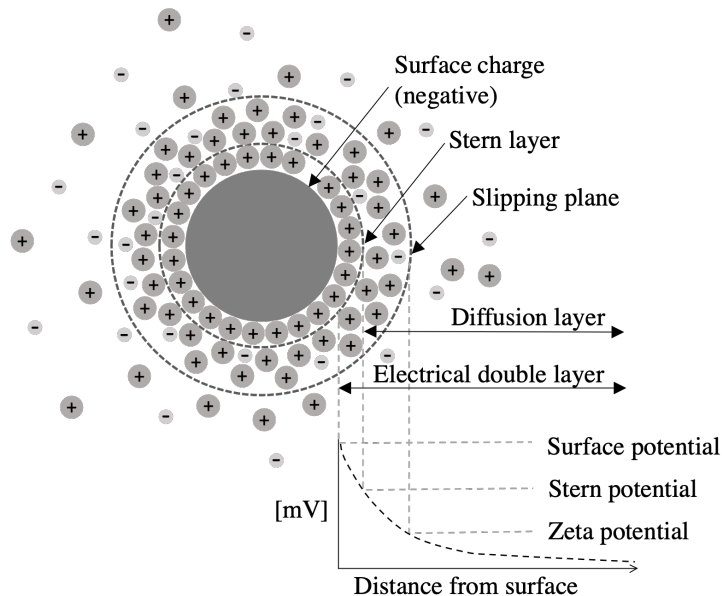 Surface charge
(negative)
Stern layer
Slipping plane
Diffusion layer
Electrical double layer
Surface potential
Stern potential
[mV]
Zeta potential
Distance from surface